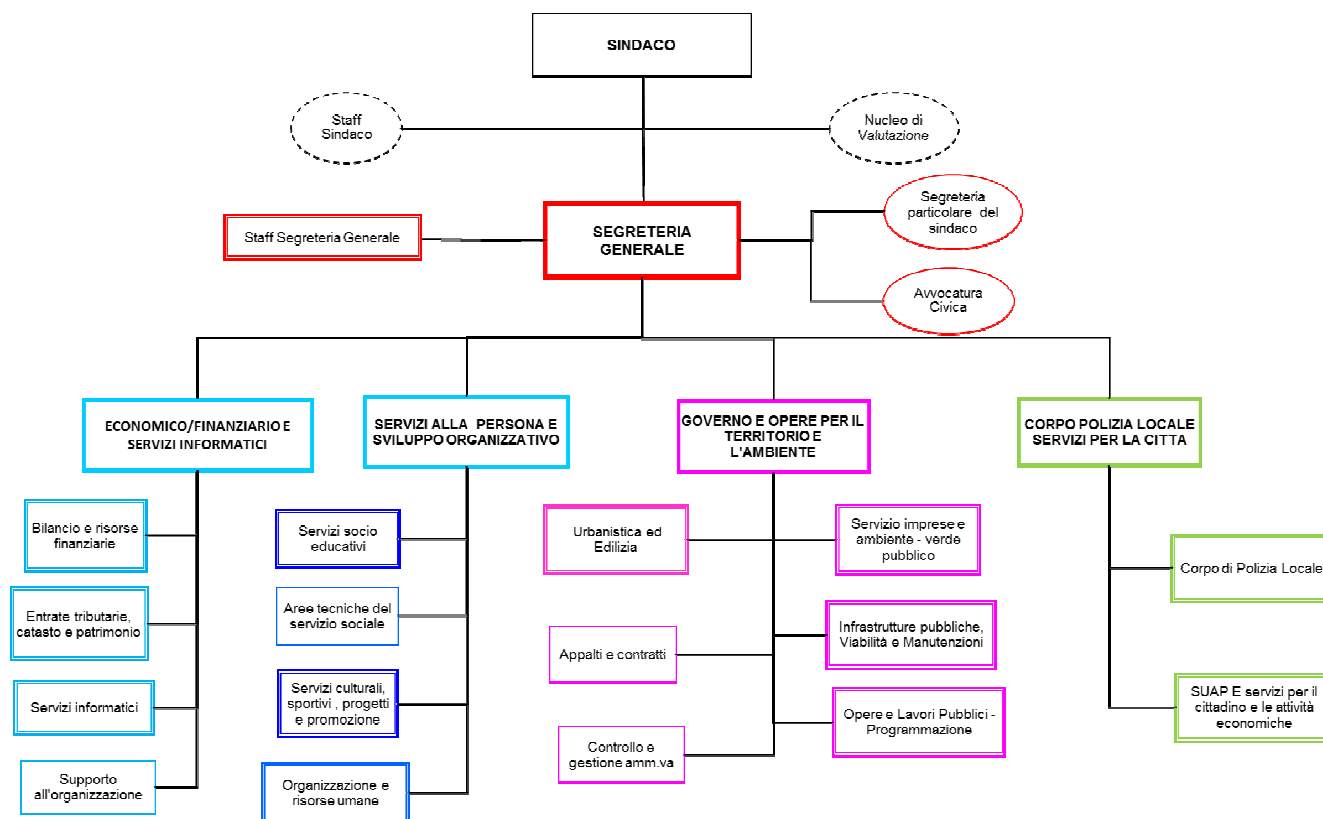 SINDACO
Staff
Sindaco
Nucleo di
Valutazione
Segreteria
particolare del
sindaco
Staff Segreteria Generale
SEGRETERIA
GENERALE
Avvocatura
Civica
ECONOMICO/FINANZIARIO E
SERVIZI INFORMATICI
SERVIZI ALLA PERSONA E
SVILUPPO ORGANIZZATIVO
GOVERNO E OPERE PER IL
TERRITORIO E
L'AMBIENTE
CORPO POLIZIA LOCALE
SERVIZI PER LA CITTA
Bilancio e risorse
finanziarie
Entrate tributarie,
catasto e patrimonio
Servizi informatici
Supporto
all'organizzazione
Servizi socio
educativi
Aree tecniche del
servizio sociale
Servizi culturali,
sportivi , progetti
e promozione
Organizzazione e
risorse umane
Urbanistica ed
Edilizia
Appalti e contratti
Controllo e
gestione amm.va
Servizio imprese e
ambiente - verde
pubblico
Infrastrutture pubbliche,
Viabilità e Manutenzioni
Opere e Lavori Pubblici -
Programmazione
Corpo di Polizia Locale
SUAP E servizi per il
cittadino e le attività
economiche